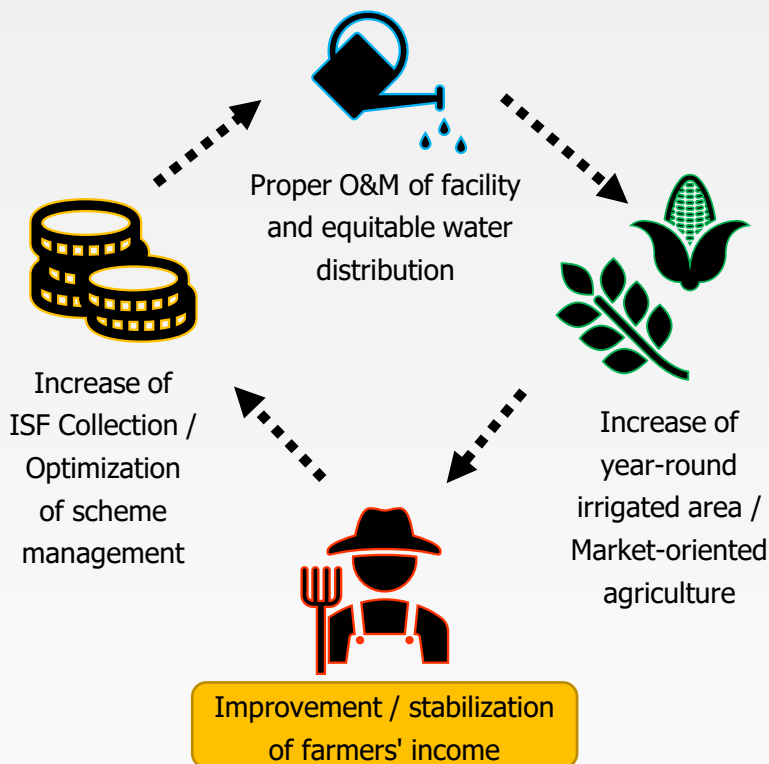 Proper O&M of facility
and equitable water
distribution
Increase of
ISF Collection /
Optimization
of scheme
management
Increase of
year-round
irrigated area /
Market-oriented
agriculture
Improvement / stabilization
of farmers' income